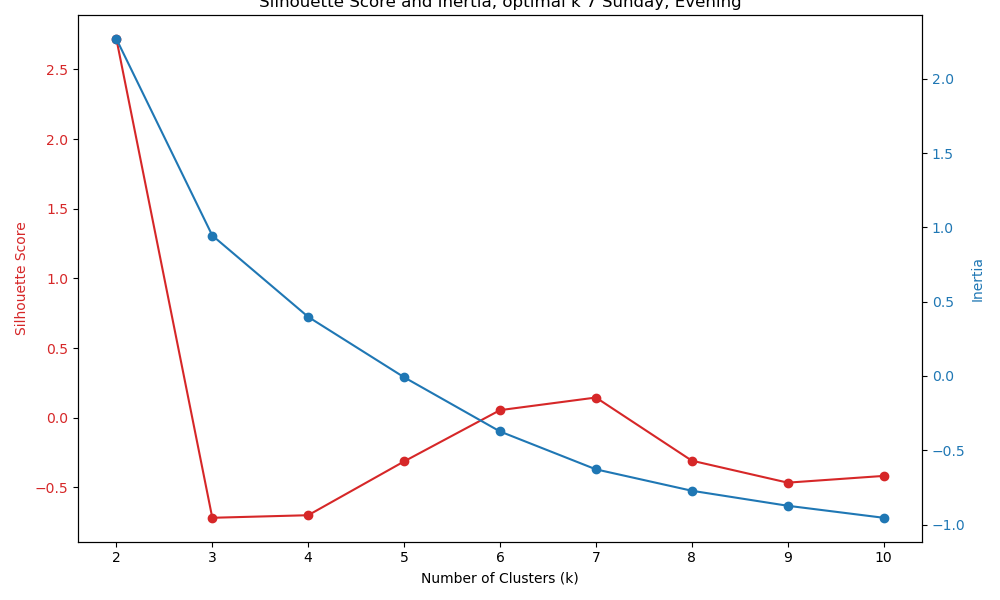 Silhouette Score and Inertia, optimal k 7 Sunday, Evening
2.5
2.0
1.5
1.0
0.5
0.0
−0.5
Silhouette Score
2.0
1.5
1.0
0.5
0.0
−0.5
−1.0
Inertia
2 3 4 5 6 7 8 9 10
Number of Clusters (k)